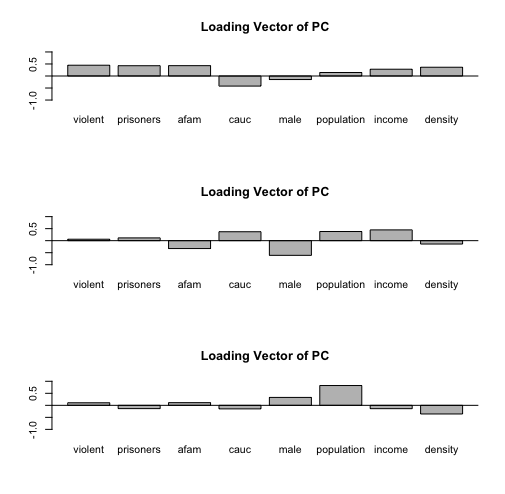 Loading Vector of PC
0.5
-1.0
violent prisoners afam cauc male population income density
Loading Vector of PC
0.5
-1.0
violent prisoners afam cauc male population income density
Loading Vector of PC
0.5
-1.0
violent prisoners afam cauc male population income density